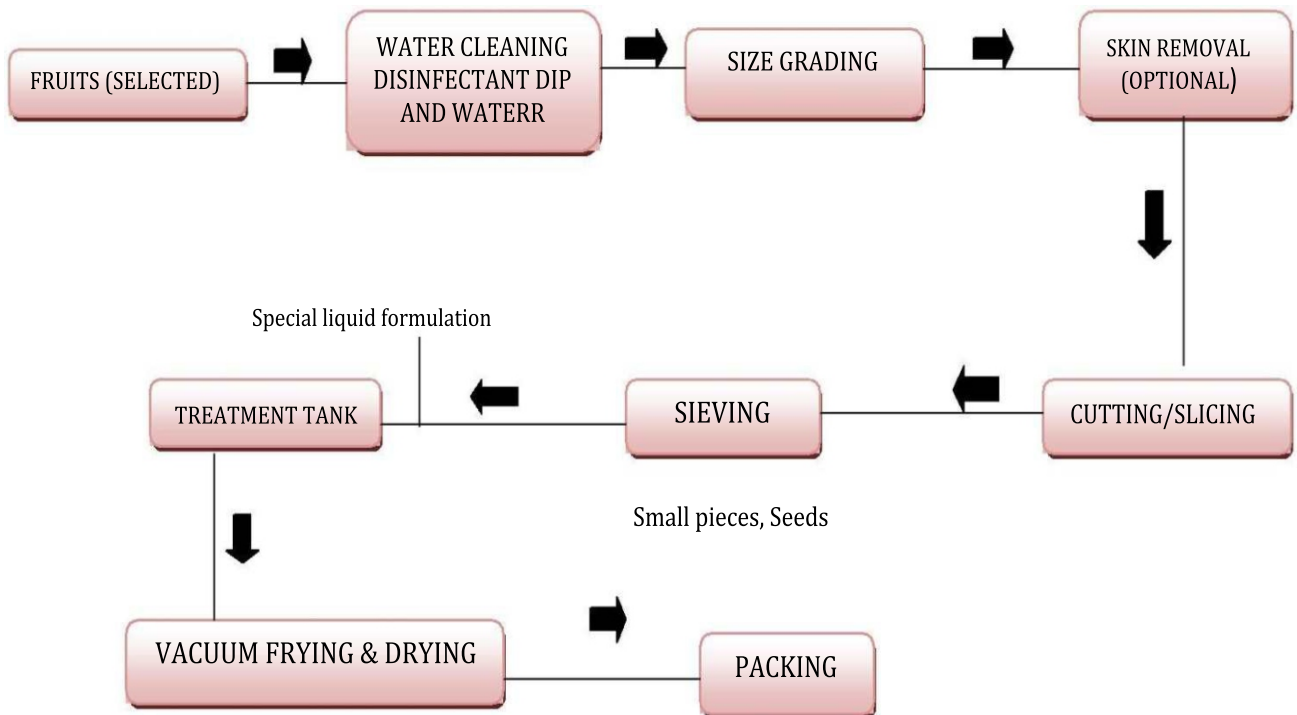 FRUITS (SELECTED)
WATER CLEANING
DISINFECTANT DIP
AND WATERR
SIZE GRADING
SKIN REMOVAL
(OPTIONAL)
Special liquid formulation
TREATMENT TANK
SIEVING
CUTTING/SLICING
Small pieces, Seeds
VACUUM FRYING & DRYING
PACKING